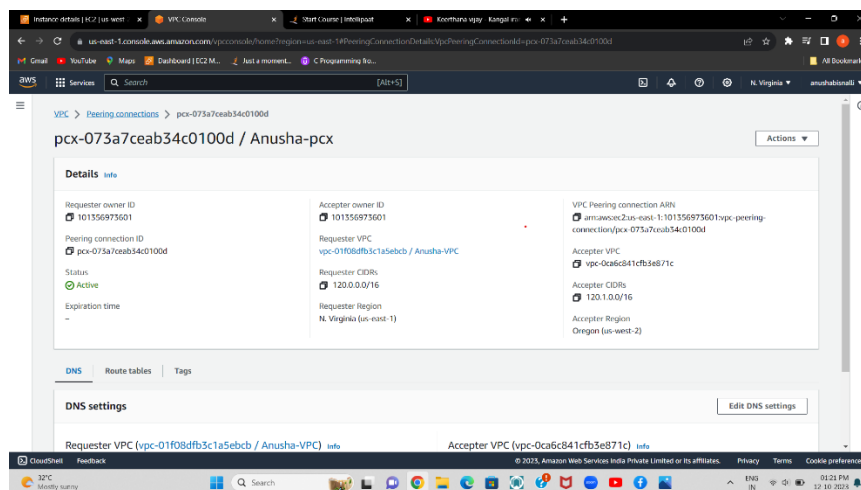 Instance details | EC2 | us-west
VPC Console
Start Course | Intellipaat
Keerthana vijay - Kangal
us-east-1.console.aws.amazon.com/vpcconsole/home?region=us-east-1#PeeringConnectionDetails:VpcPeeringConnectionId=pcx-073a7ceab34c0100d
Gmail
YouTube
Maps
Dashboard | EC2 M...
Just a moment...
C Programming fro...
All Bookmark
aws
Services
Search
[Alt+S]
N. Virginia
anushabisnalli
VPC > Peering connections > pcx-073a7ceab34c0100d
pcx-073a7ceab34c0100d / Anusha-pcx
Actions
Details Info
Requester owner ID
101356973601
Accepter owner ID
101356973601
VPC Peering connection ARN
arn:aws:ec2:us-east-1:101356973601:vpc-peering-
connection/pcx-073a7ceab34c0100d
Peering connection ID
pcx-073a7ceab34c0100d
Requester VPC
vpc-01f08dfb3c1a5ebcb / Anusha-VPC
Accepter VPC
vpc-0ca6c841cfb3e871c
Status
Active
Requester CIDRs
120.0.0.0/16
Accepter CIDRs
120.1.0.0/16
Expiration time
–
Requester Region
N. Virginia (us-east-1)
Accepter Region
Oregon (us-west-2)
DNS
Route tables
Tags
DNS settings
Edit DNS settings
Requester VPC (vpc-01f08dfb3c1a5ebcb / Anusha-VPC) Info
Accepter VPC (vpc-0ca6c841cfb3e871c) Info
CloudShell
Feedback
© 2023, Amazon Web Services India Private Limited or its affiliates.
Privacy
Terms
Cookie preference
32°C
Mostly sunny
Search
ENG
IN
01:21 PM
12-10-2023